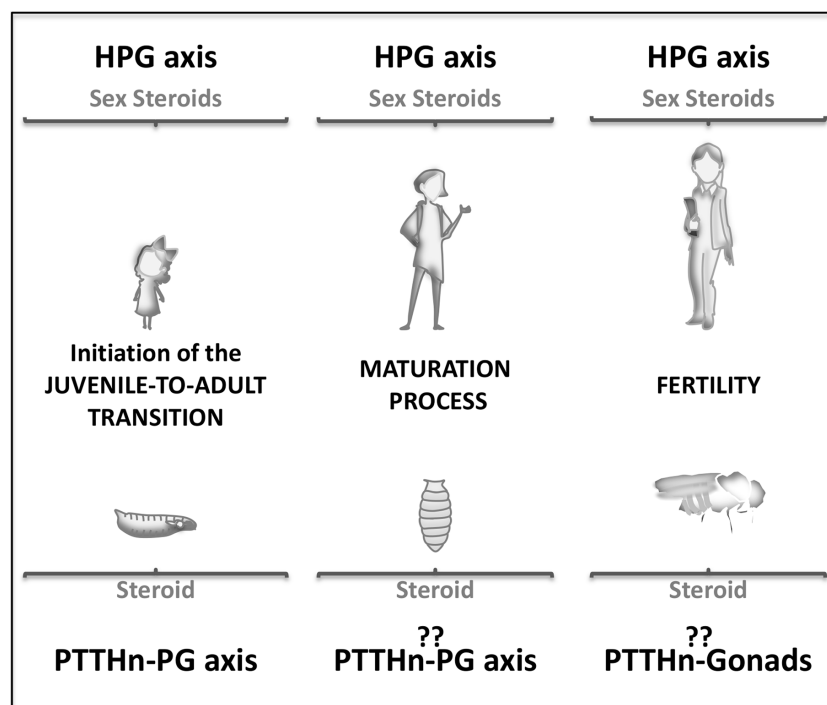 HPG axis
Sex Steroids
HPG axis
Sex Steroids
HPG axis
Sex Steroids
Initiation of the
JUVENILE-TO-ADULT
TRANSITION
MATURATION
PROCESS
FERTILITY
Steroid
PTTHn-PG axis
Steroid
??
PTTHn-PG axis
Steroid
??
PTTHn-Gonads